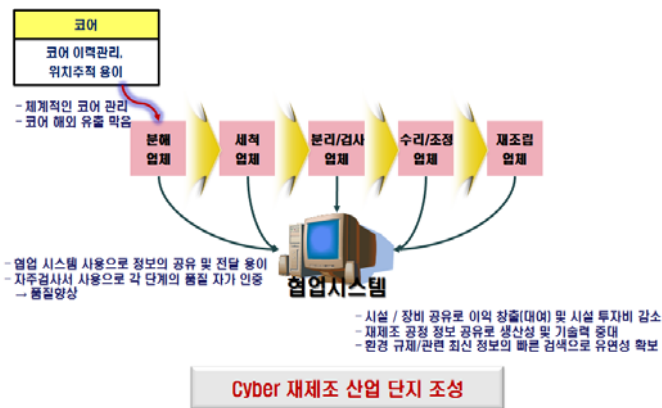 코어
코어 이력관리,
위치추적 용이
- 체계적인 코어 관리
- 코어 해외 유출 막음
분해
업체
세척
업체
분리/검사
업체
수리/조정
업체
재조립
업체
협업시스템
- 협업 시스템 사용으로 정보의 공유 및 전달 용이
- 자주검사서 사용으로 각 단계의 품질 자가 인증
→ 품질향상
- 시설 / 장비 공유로 이익 창출(대여) 및 시설 투자비 감소
- 재제조 공정 정보 공유로 생산성 및 기술력 증대
- 환경 규제/관련 최신 정보의 빠른 검색으로 유연성 확보
Cyber 재제조 산업 단지 조성